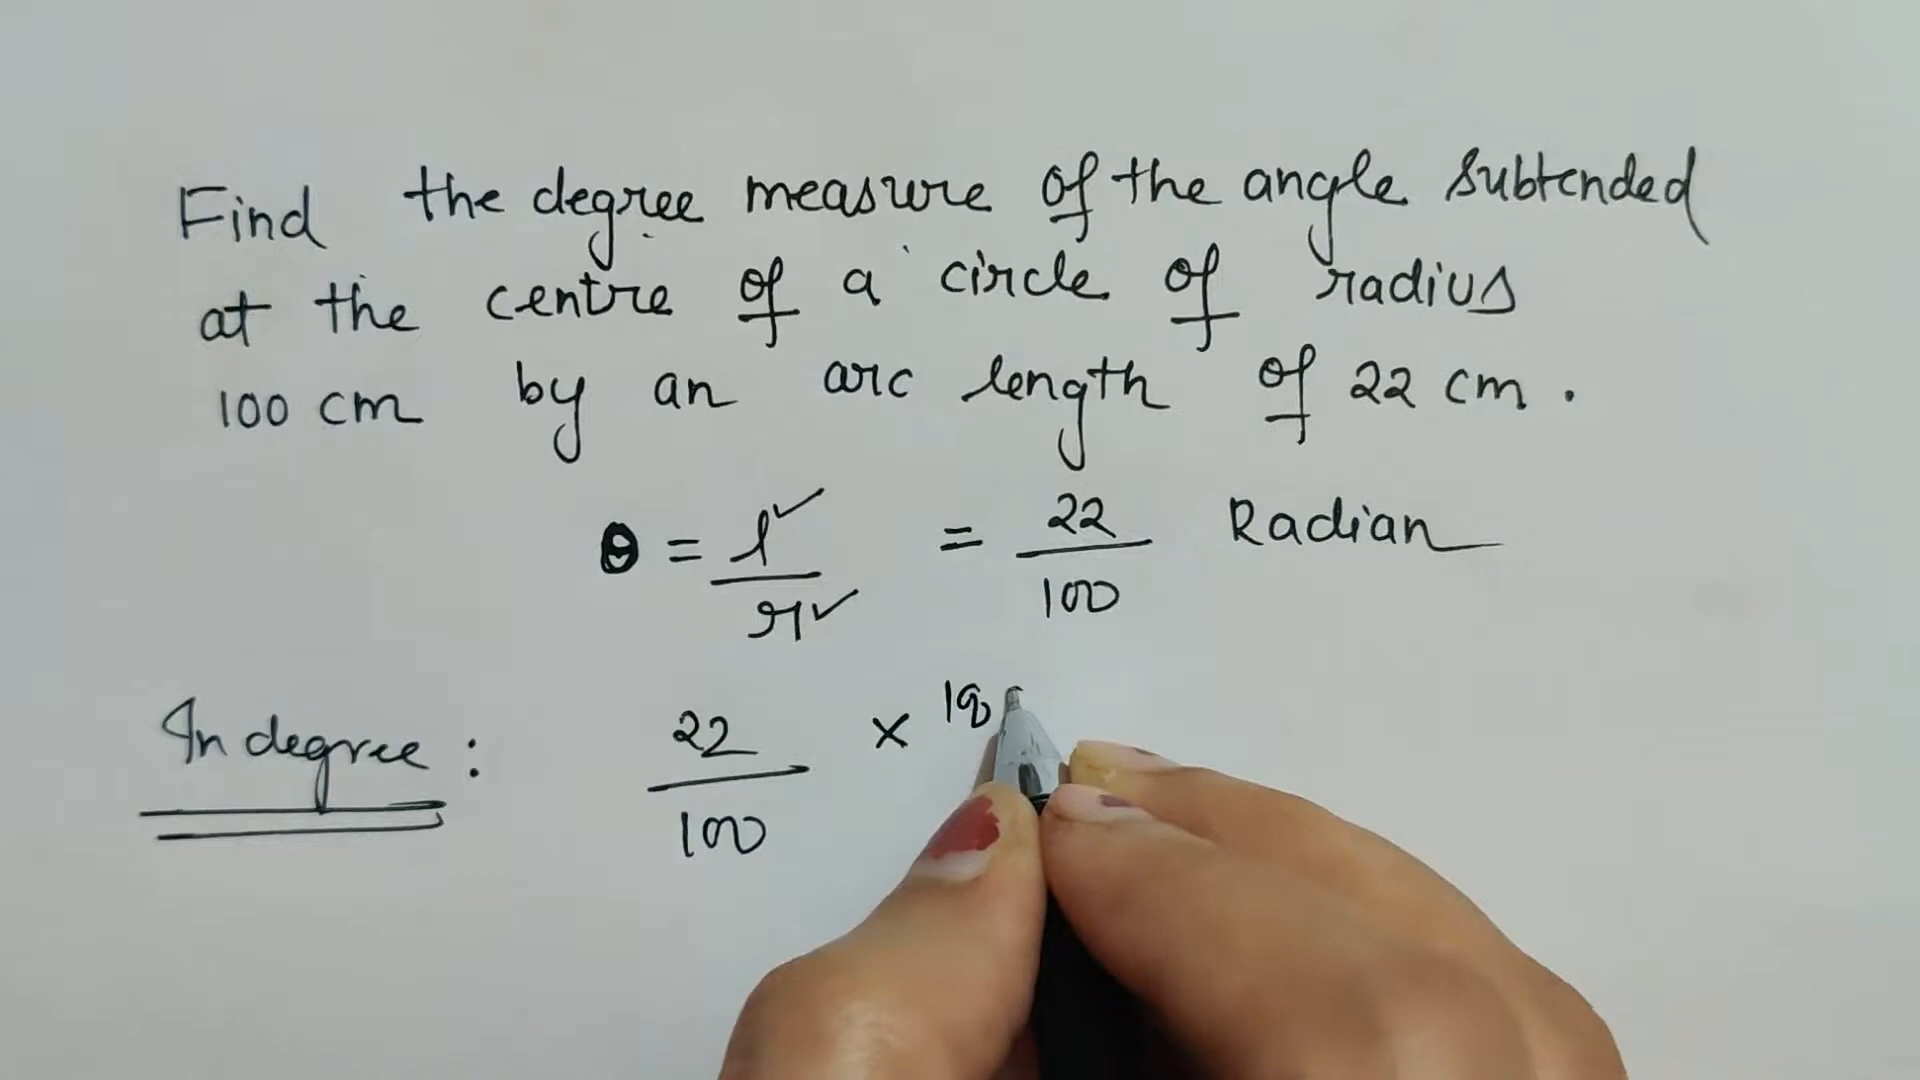 Find the degree measure of the angle subtended
at the centre of a circle of radius
100 cm by an arc length of 22 cm.
θ = l/r = 22/100 Radian
In degree: 22/100 × 18